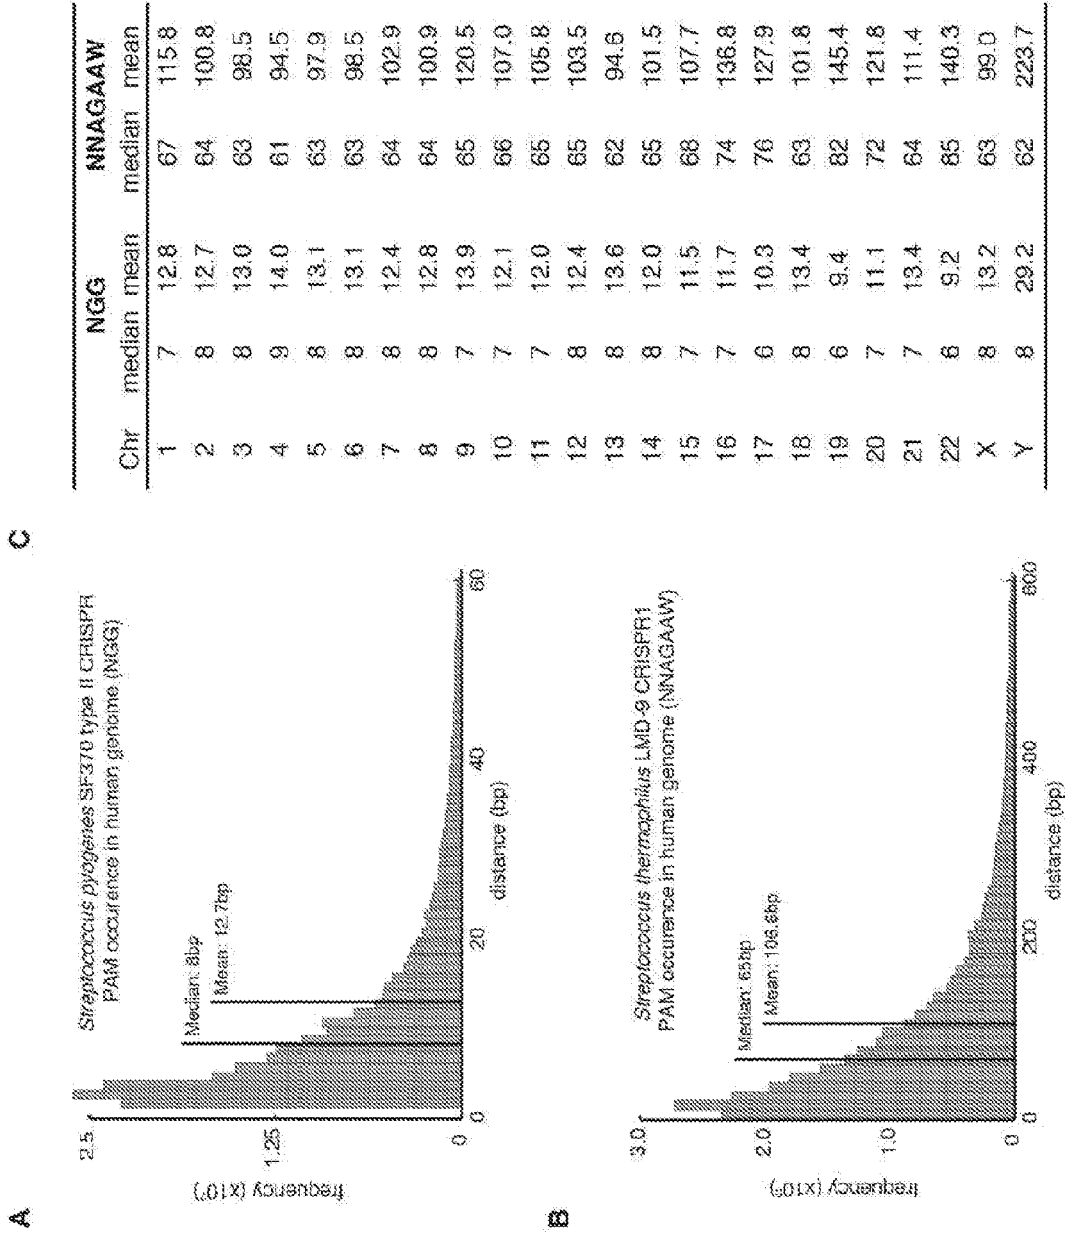 A
Streptococcus pyogenes SF370 type II CRISPR
PAM occurence in human genome (NGG)
Median: 8bp
Mean: 12.7bp
2.5
1.25
0
frequency (x10⁷)
0
20
40
60
distance (bp)
B
Streptococcus thermophilus LMD-9 CRISPR1
PAM occurence in human genome (NNAGAAW)
Median: 65bp
Mean: 106.6bp
3.0
2.0
1.0
0
frequency
0
200
400
600
distance (bp)
C
NGG NNAGAAW
Chr median mean median mean
1 7 12.8 67 115.8
2 8 12.7 64 100.8
3 8 13.0 63 98.5
4 9 14.0 61 94.5
5 8 13.1 63 97.9
6 8 13.1 63 98.5
7 8 12.4 64 102.9
8 8 12.8 64 100.9
9 7 13.9 65 120.5
10 7 12.1 66 107.0
11 7 12.0 65 105.8
12 8 12.4 65 103.5
13 8 13.6 62 94.6
14 8 12.0 65 101.5
15 7 11.5 68 107.7
16 7 11.7 74 136.8
17 6 10.3 76 127.9
18 8 13.4 63 101.8
19 6 9.4 82 145.4
20 7 11.1 72 121.8
21 7 13.4 64 111.4
22 6 9.2 85 140.3
X 8 13.2 63 99.0
Y 8 29.2 62 223.7